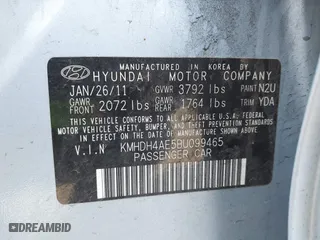 MANUFACTURED IN KOREA BY
HYUNDAI MOTOR COMPANY
JAN/26/11 GVWR 3792 lbs PAINT N2U
GAWR FRONT 2072 lbs GAWR REAR 1764 lbs TRIM YDA
THIS VEHICLE CONFORMS TO ALL APPLICABLE U.S. FEDERAL MOTOR VEHICLE SAFETY, BUMPER, AND THEFT PREVENTION STANDARDS IN EFFECT ON THE DATE OF MANUFACTURE SHOWN ABOVE.
V.I.N KMHDH4AE5BU099465
PASSENGER CAR
DREAMBID
dreambid.com